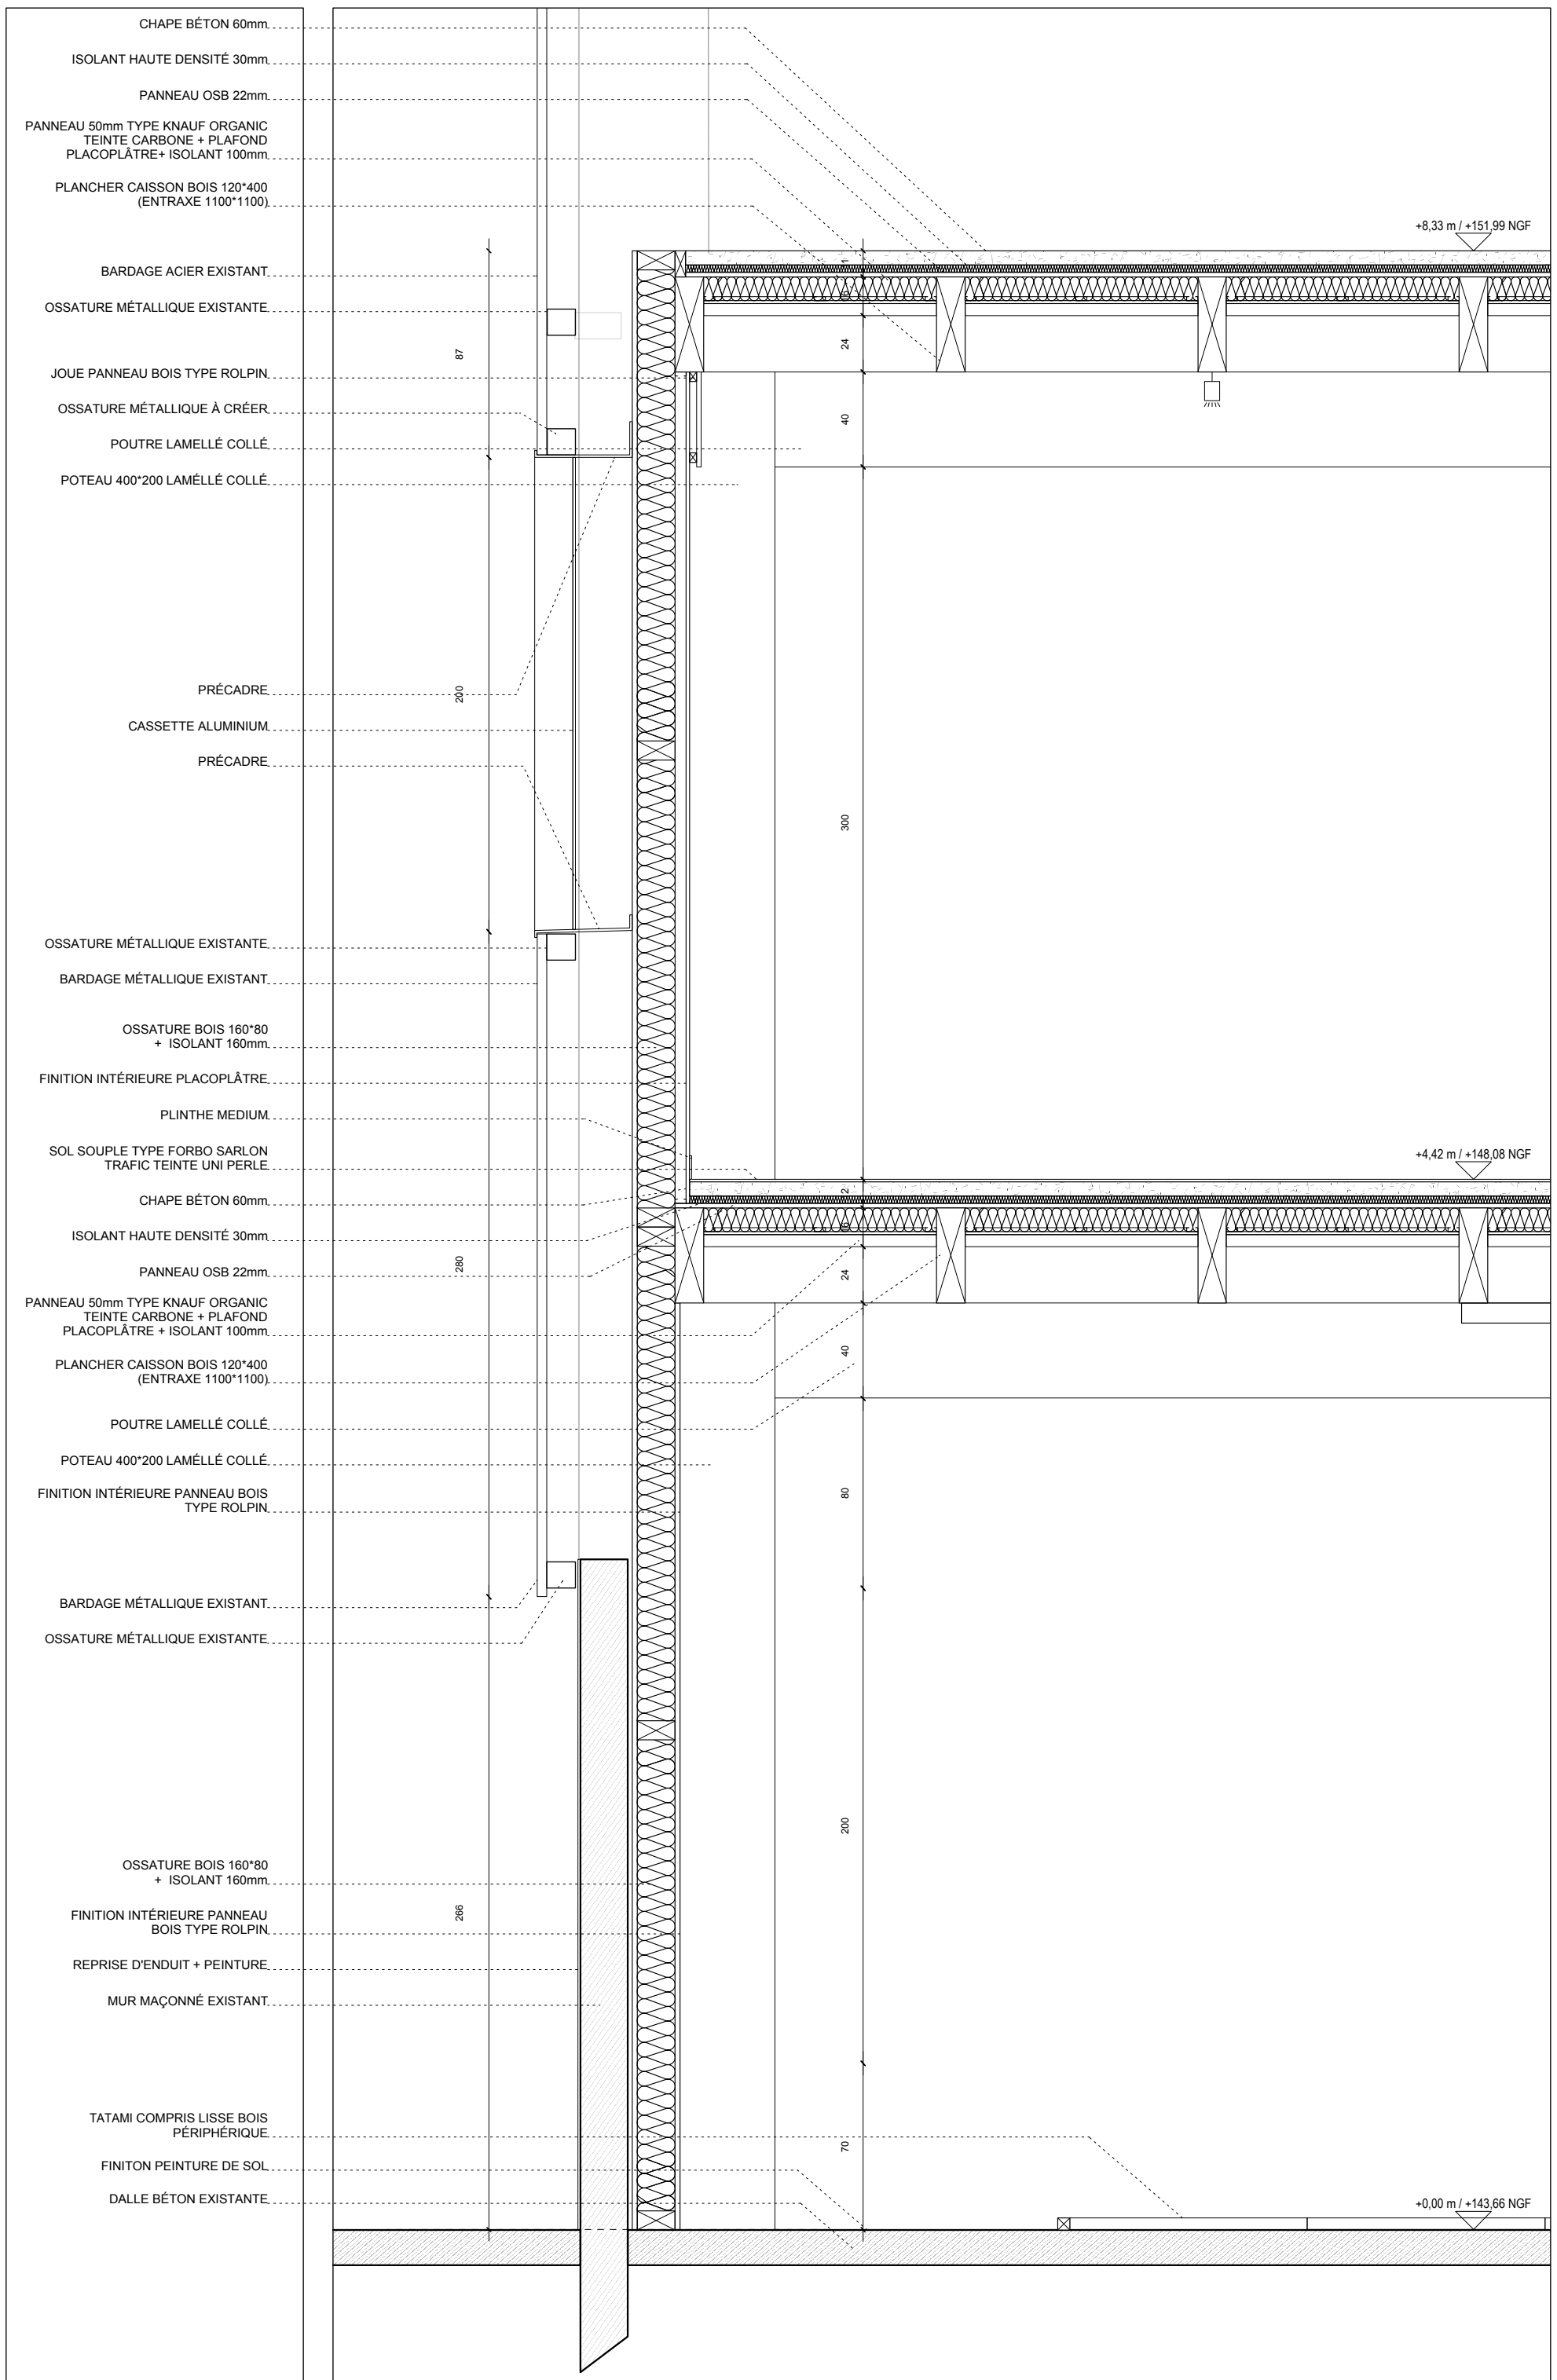 CHAPE BÉTON 60mm
ISOLANT HAUTE DENSITÉ 30mm
PANNEAU OSB 22mm
PANNEAU 50mm TYPE KNAUF ORGANIC
TEINTE CARBONE + PLAFOND
PLACOPLÂTRE+ ISOLANT 100mm
PLANCHER CAISSON BOIS 120*400
(ENTRAXE 1100*1100)
+8,33 m / +151,99 NGF
BARDAGE ACIER EXISTANT
11
16
OSSATURE MÉTALLIQUE EXISTANTE
24
87
JOUE PANNEAU BOIS TYPE ROLPIN
OSSATURE MÉTALLIQUE À CRÉER
40
POUTRE LAMELLÉ COLLÉ
POTEAU 400*200 LAMÉLLÉ COLLÉ
PRÉCADRE
200
CASSETTE ALUMINIUM
PRÉCADRE
300
OSSATURE MÉTALLIQUE EXISTANTE
BARDAGE MÉTALLIQUE EXISTANT
OSSATURE BOIS 160*80
+ ISOLANT 160mm
FINITION INTÉRIEURE PLACOPLÂTRE
PLINTHE MEDIUM
SOL SOUPLE TYPE FORBO SARLON
TRAFIC TEINTE UNI PERLE
+4,42 m / +148,08 NGF
CHAPE BÉTON 60mm
16
ISOLANT HAUTE DENSITÉ 30mm
280
PANNEAU OSB 22mm
24
PANNEAU 50mm TYPE KNAUF ORGANIC
TEINTE CARBONE + PLAFOND
PLACOPLÂTRE + ISOLANT 100mm
40
PLANCHER CAISSON BOIS 120*400
(ENTRAXE 1100*1100)
POUTRE LAMELLÉ COLLÉ
POTEAU 400*200 LAMÉLLÉ COLLÉ
80
FINITION INTÉRIEURE PANNEAU BOIS
TYPE ROLPIN
BARDAGE MÉTALLIQUE EXISTANT
OSSATURE MÉTALLIQUE EXISTANTE
200
OSSATURE BOIS 160*80
+ ISOLANT 160mm
266
FINITION INTÉRIEURE PANNEAU
BOIS TYPE ROLPIN
REPRISE D'ENDUIT + PEINTURE
MUR MAÇONNÉ EXISTANT
TATAMI COMPRIS LISSE BOIS
PÉRIPHÉRIQUE
70
FINITON PEINTURE DE SOL
DALLE BÉTON EXISTANTE
+0,00 m / +143,66 NGF